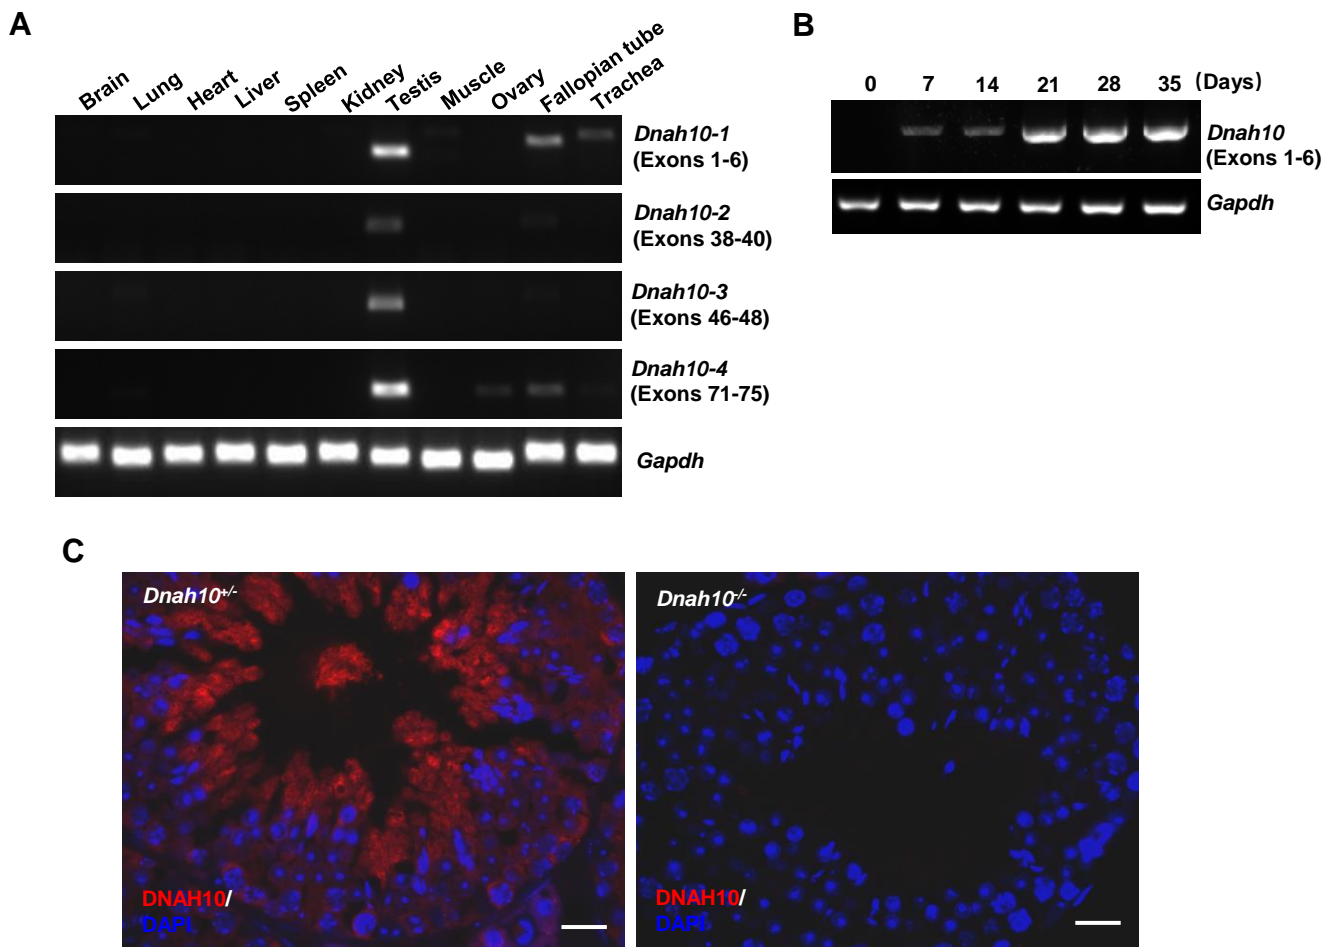 A
Brain Lung Heart Liver Spleen Kidney Testis Muscle Ovary Fallopian tube Trachea
Dnah10-1
(Exons 1-6)
Dnah10-2
(Exons 38-40)
Dnah10-3
(Exons 46-48)
Dnah10-4
(Exons 71-75)
Gapdh
B
0 7 14 21 28 35 (Days)
Dnah10
(Exons 1-6)
Gapdh
C
Dnah10+/-
DNAH10/
DAPI
Dnah10-/-
DNAH10/
DAPI